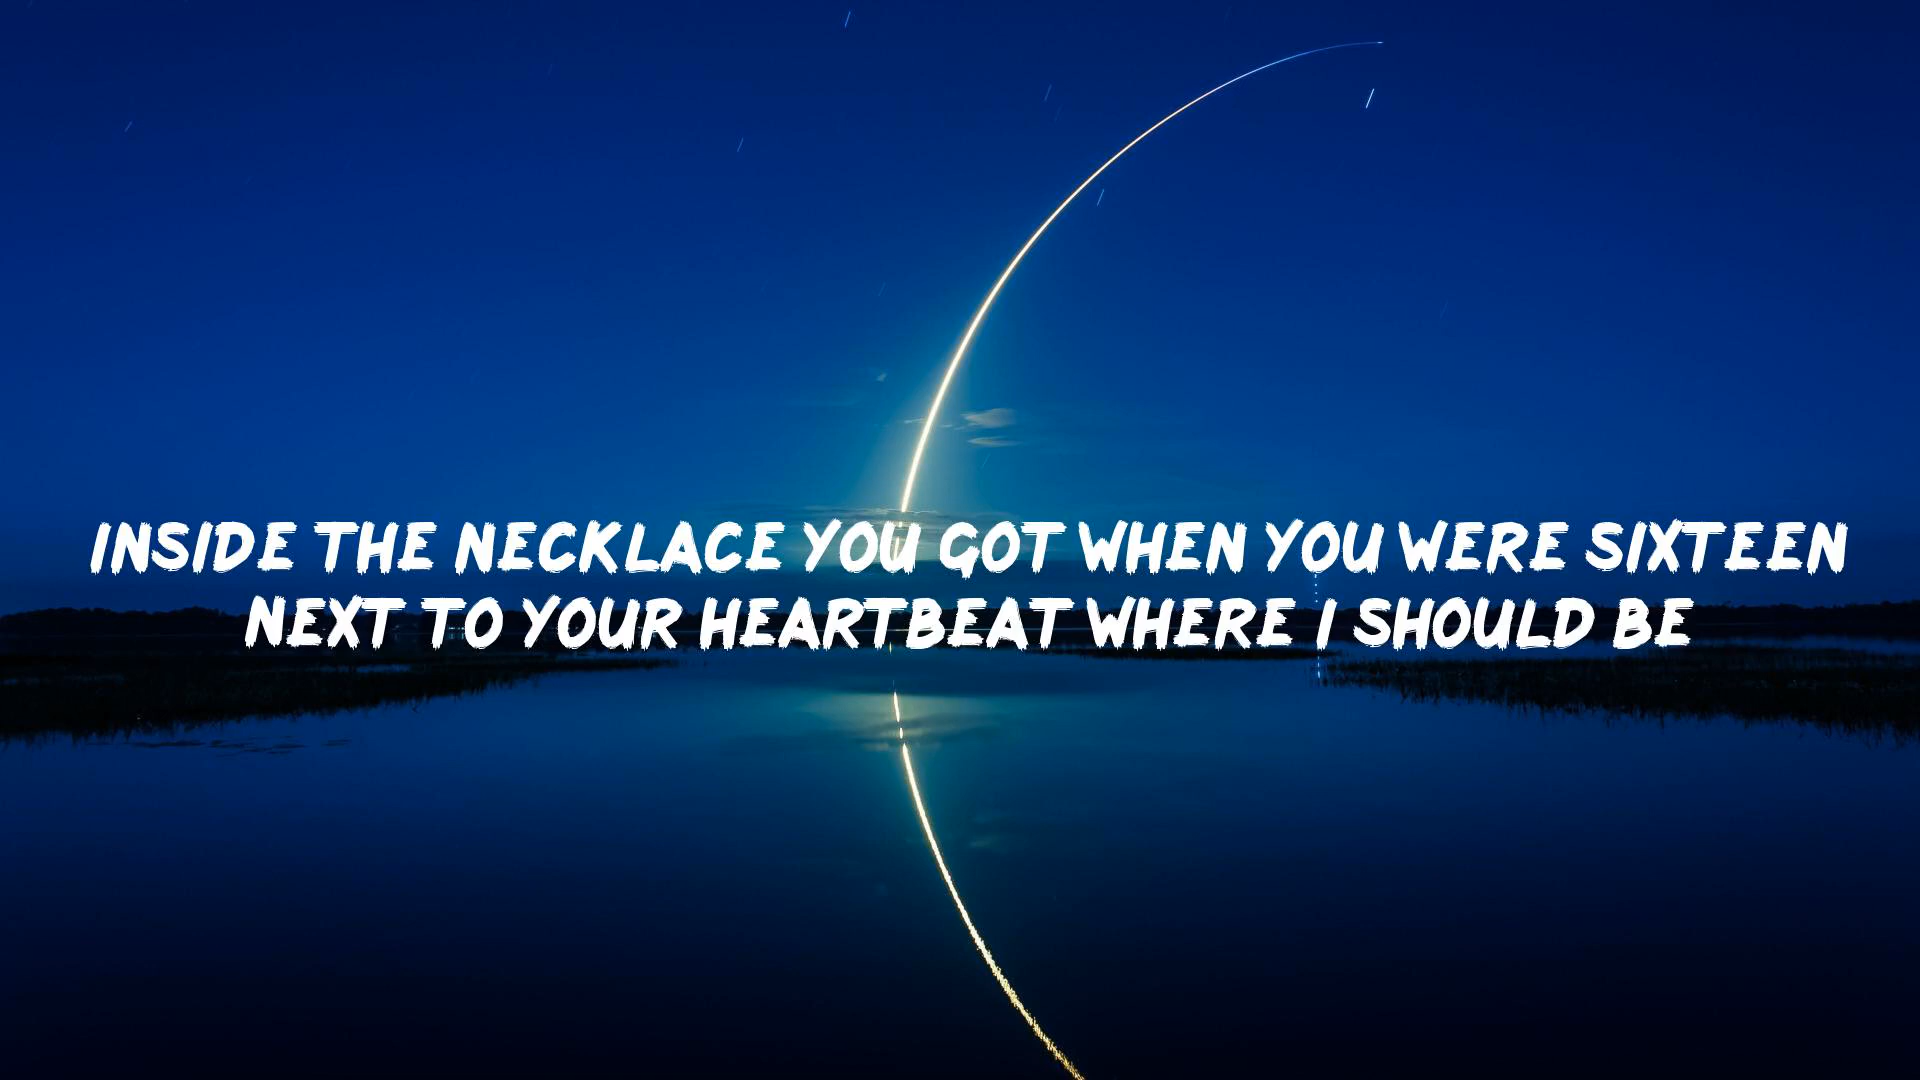 INSIDE THE NECKLACE YOU GOT WHEN YOU WERE SIXTEEN
NEXT TO YOUR HEARTBEAT WHERE I SHOULD BE